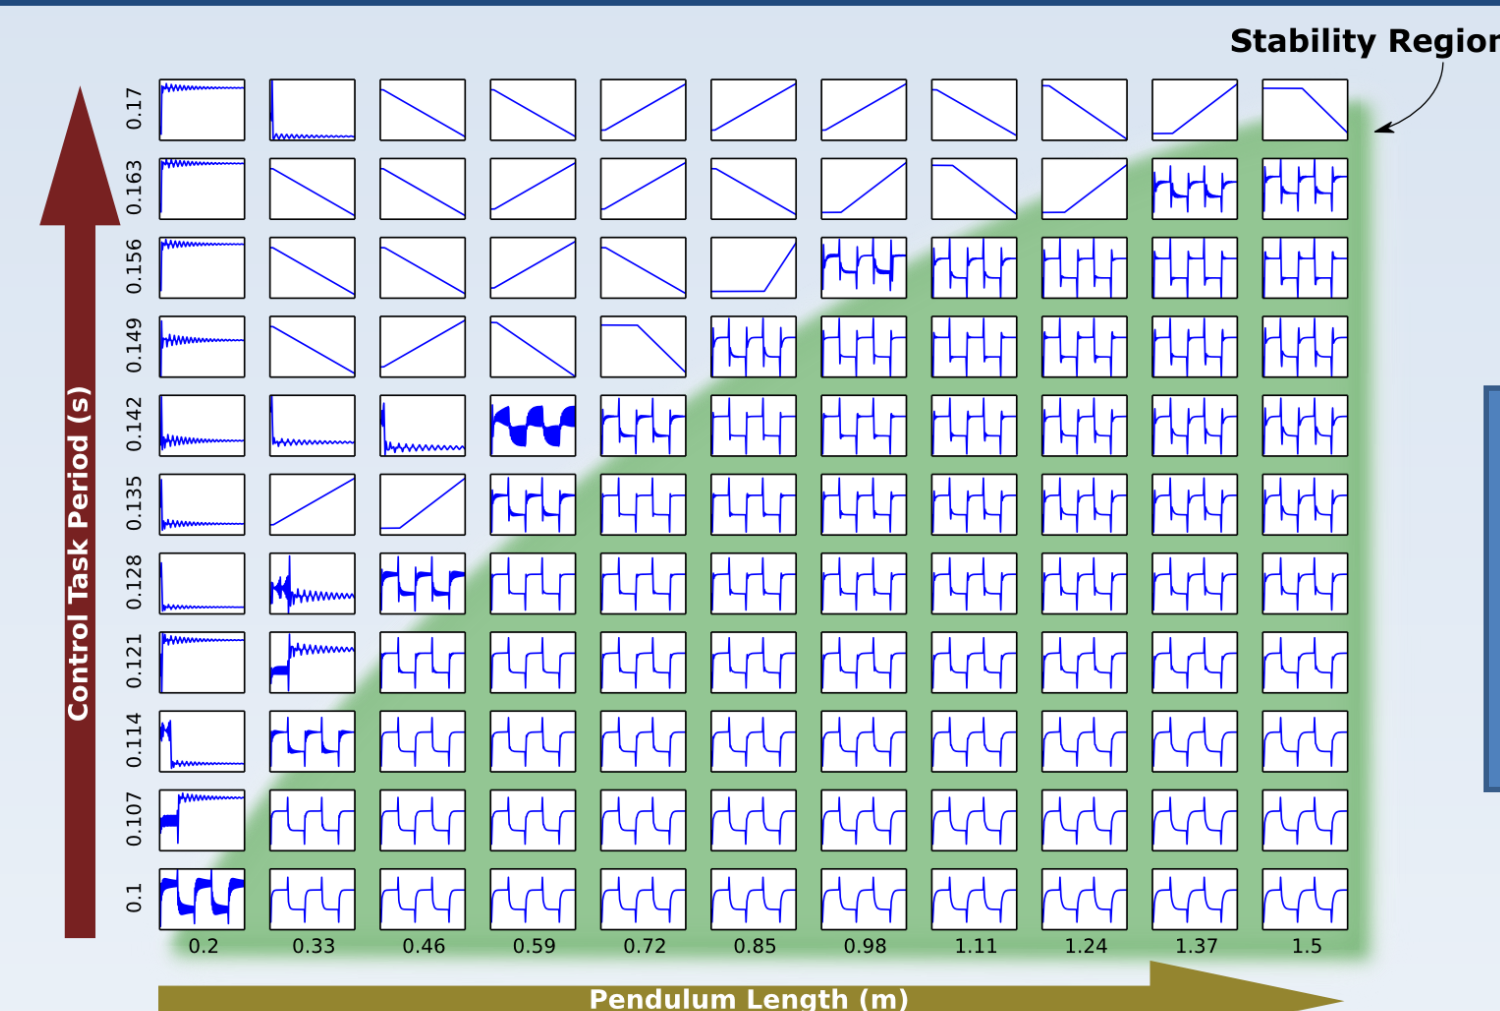 Stability Region
Control Task Period (s)
0.17
0.163
0.156
0.149
0.142
0.135
0.128
0.121
0.114
0.107
0.1
0.2 0.33 0.46 0.59 0.72 0.85 0.98 1.11 1.24 1.37 1.5
Pendulum Length (m)